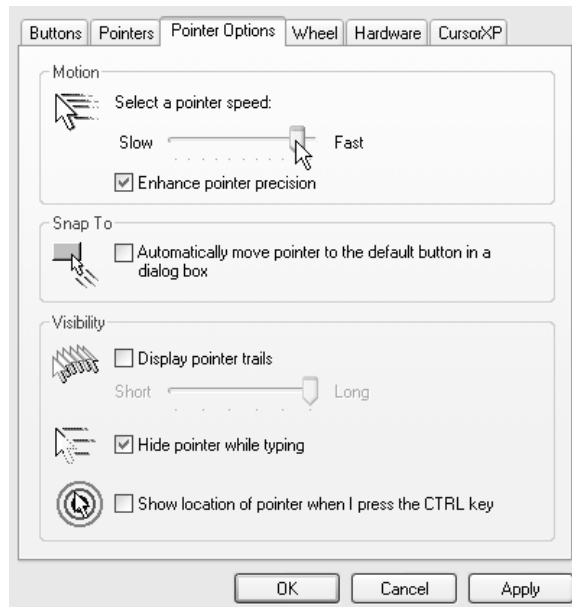 Buttons Pointers Pointer Options Wheel Hardware CursorXP
Motion
Select a pointer speed:
Slow Fast
Enhance pointer precision
Snap To
Automatically move pointer to the default button in a
dialog box
Visibility
Display pointer trails
Short Long
Hide pointer while typing
Show location of pointer when I press the CTRL key
OK Cancel Apply